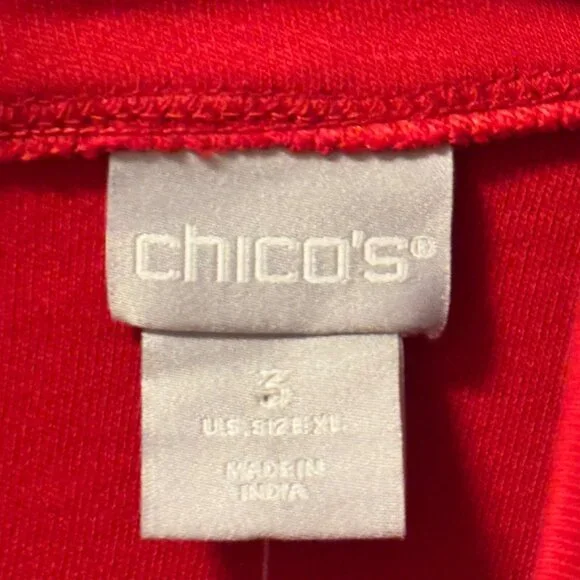 chico's®
3
U.S. SIZE: XL
MADE IN
INDIA